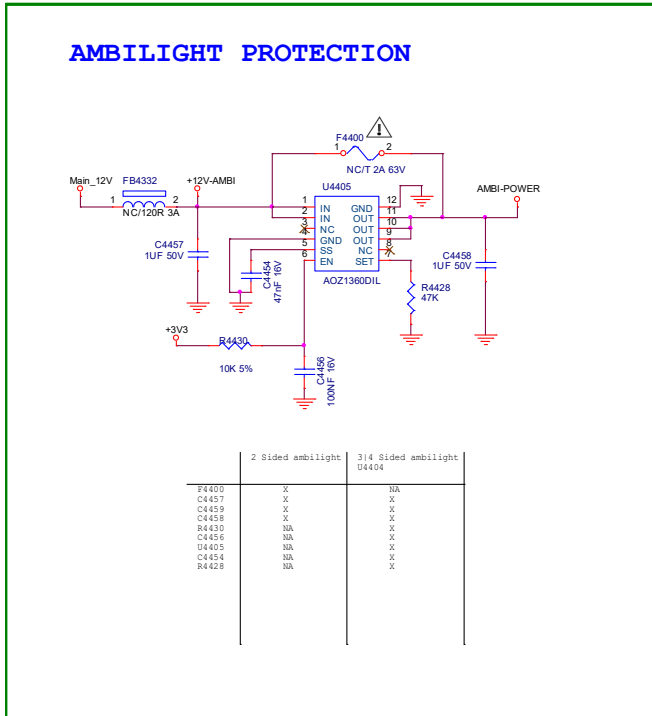 AMBILIGHT PROTECTION
F4400
1 2
NC/T 2A 63V
Main_12V
FB4332
+12V-AMBI
1 2
NC/120R 3A
U4405
AMBI-POWER
1 IN GND 12
2 IN OUT 11
3 NC OUT 10
4 GND OUT 9
5 SS NC 8
6 EN SET 7
AOZ1360DIL
C4457
1UF 50V
C4454
47nF 16V
C4458
1UF 50V
R4428
47K
+3V3
R4430
10K 5%
C4456
100NF 16V
2 Sided ambilight 3|4 Sided ambilight
U4404
F4400 X NA
C4457 X X
C4459 X X
C4458 X X
R4430 NA X
C4456 NA X
U4405 NA X
C4454 NA X
R4428 NA X